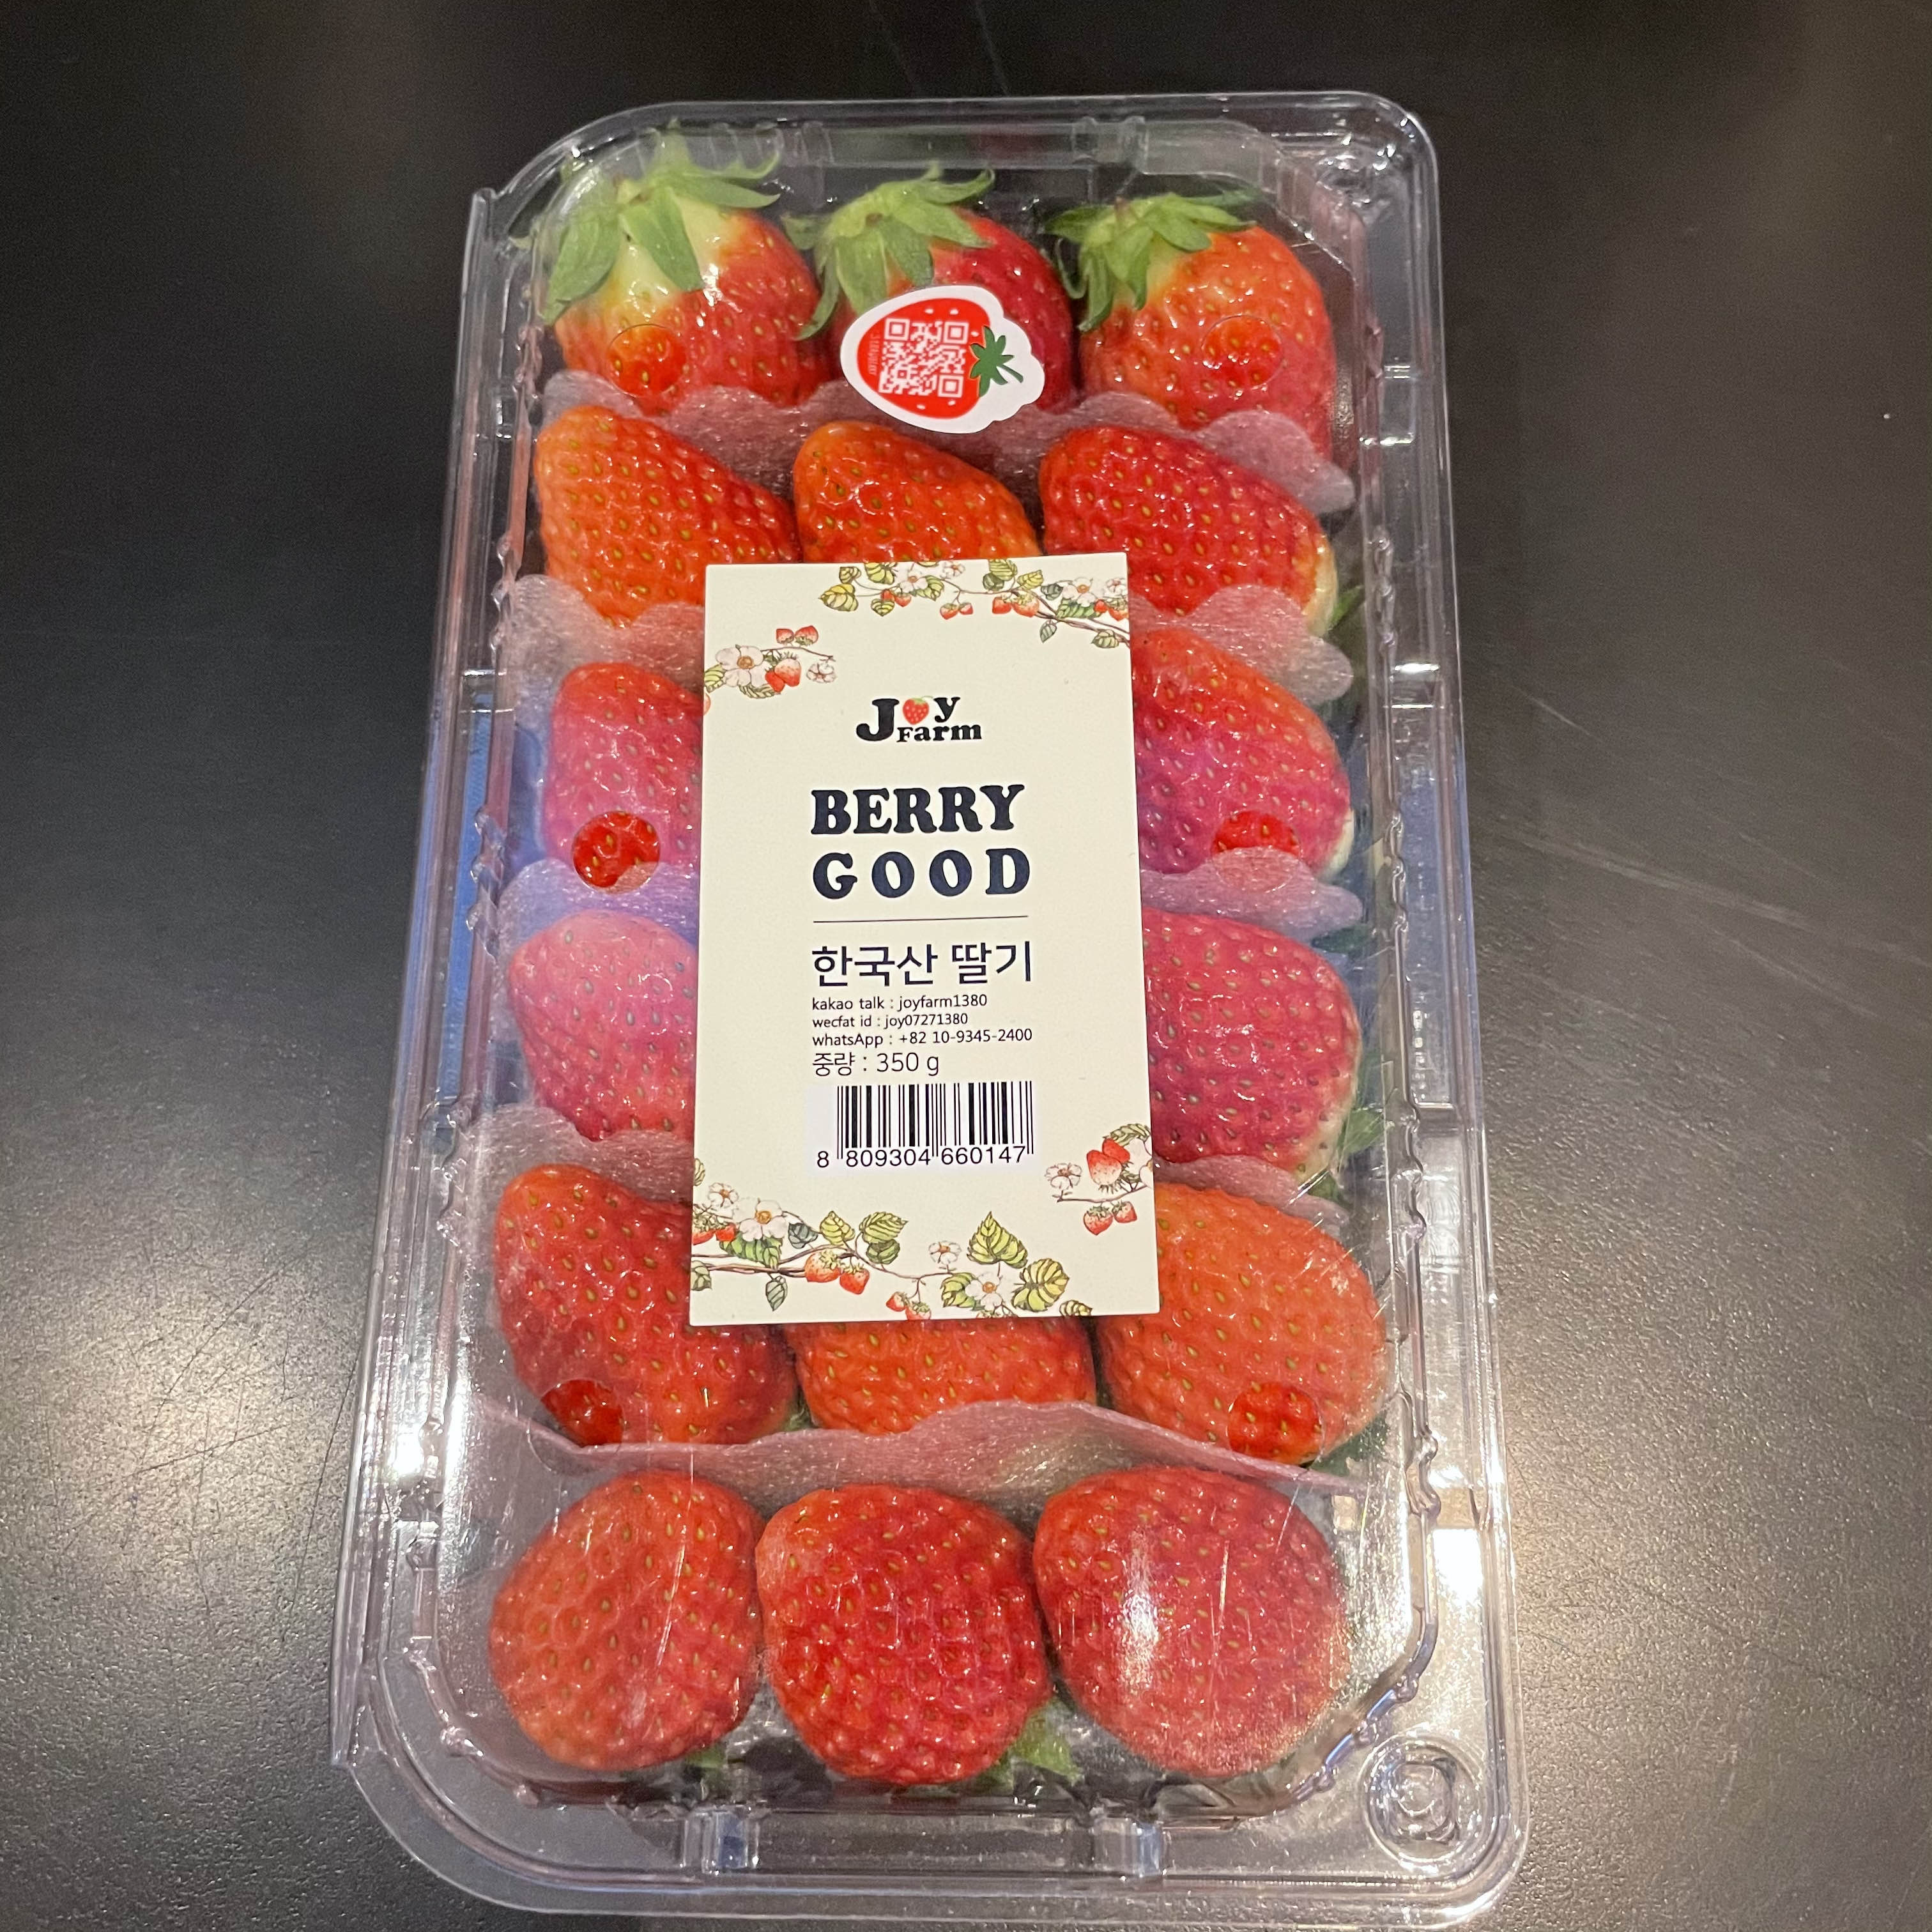 Joy
Farm
BERRY
GOOD
한국산 딸기
kakao talk : joyfarm1380
wecfat id : joy07271380
whatsApp : +82 10-9345-2400
중량 : 350 g
8 809304 660147